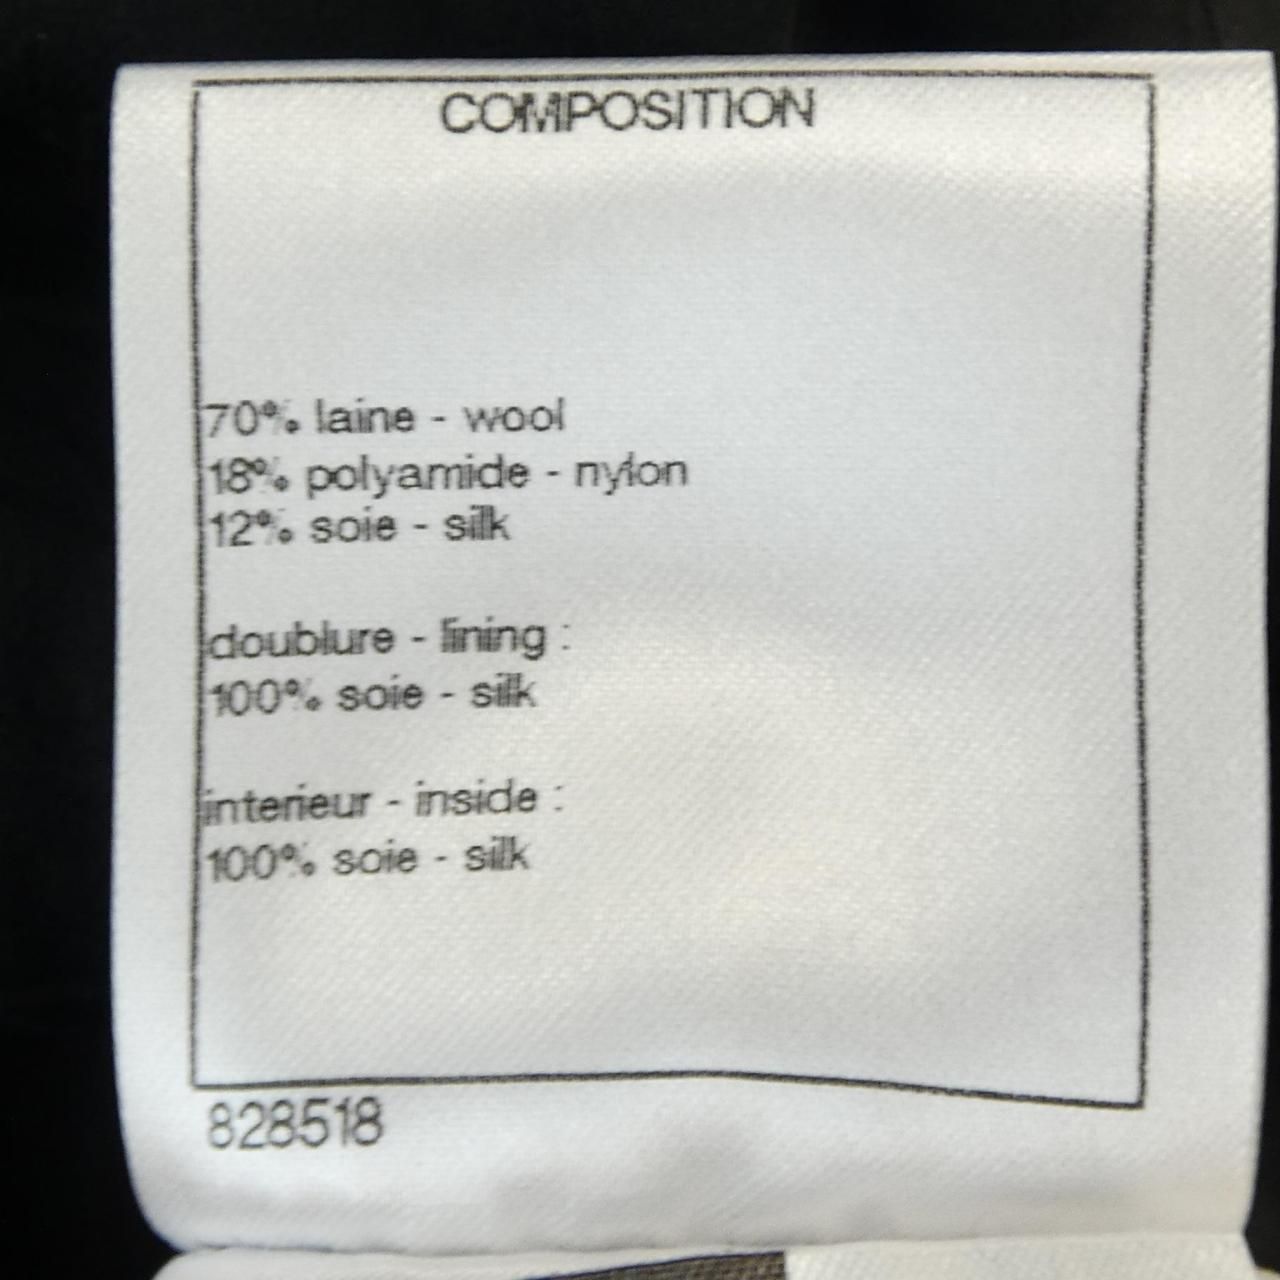 COMPOSITION
70% laine - wool
18% polyamide - nylon
12% soie - silk
doublure - lining :
100% soie - silk
interieur - inside :
100% soie - silk
828518